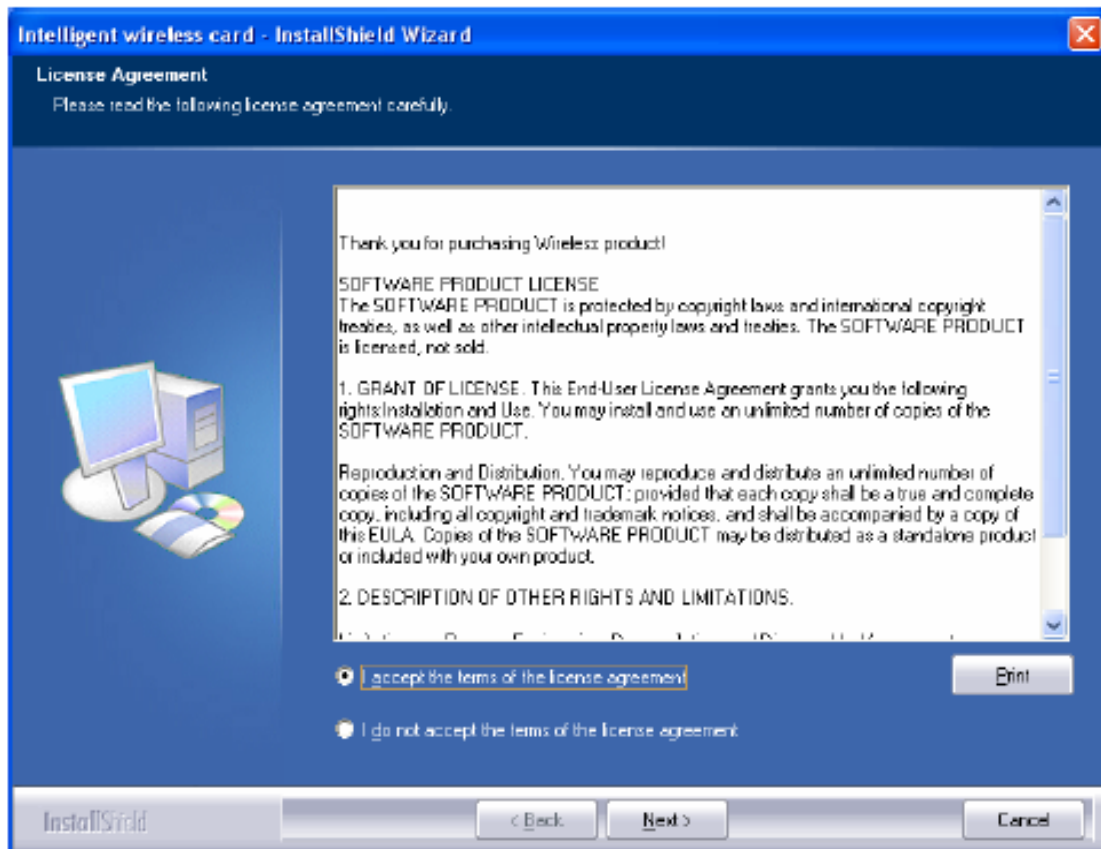 Intelligent wireless card - InstallShield Wizard
License Agreement
Please read the following license agreement carefully.
Thank you for purchasing Wireless product!
SOFTWARE PRODUCT LICENSE
The SOFTWARE PRODUCT is protected by copyright laws and international copyright
treaties, as well as other intellectual property laws and treaties. The SOFTWARE PRODUCT
is licensed, not sold.
1. GRANT OF LICENSE. This End-User License Agreement grants you the following
rights:Installation and Use. You may install and use an unlimited number of copies of the
SOFTWARE PRODUCT.
Reproduction and Distribution. You may reproduce and distribute an unlimited number of
copies of the SOFTWARE PRODUCT; provided that each copy shall be a true and complete
copy, including all copyright and trademark notices, and shall be accompanied by a copy of
this EULA. Copies of the SOFTWARE PRODUCT may be distributed as a standalone product
or included with your own product.
2. DESCRIPTION OF OTHER RIGHTS AND LIMITATIONS.
I accept the terms of the license agreement
Print
I do not accept the terms of the license agreement
InstallShield
< Back
Next >
Cancel